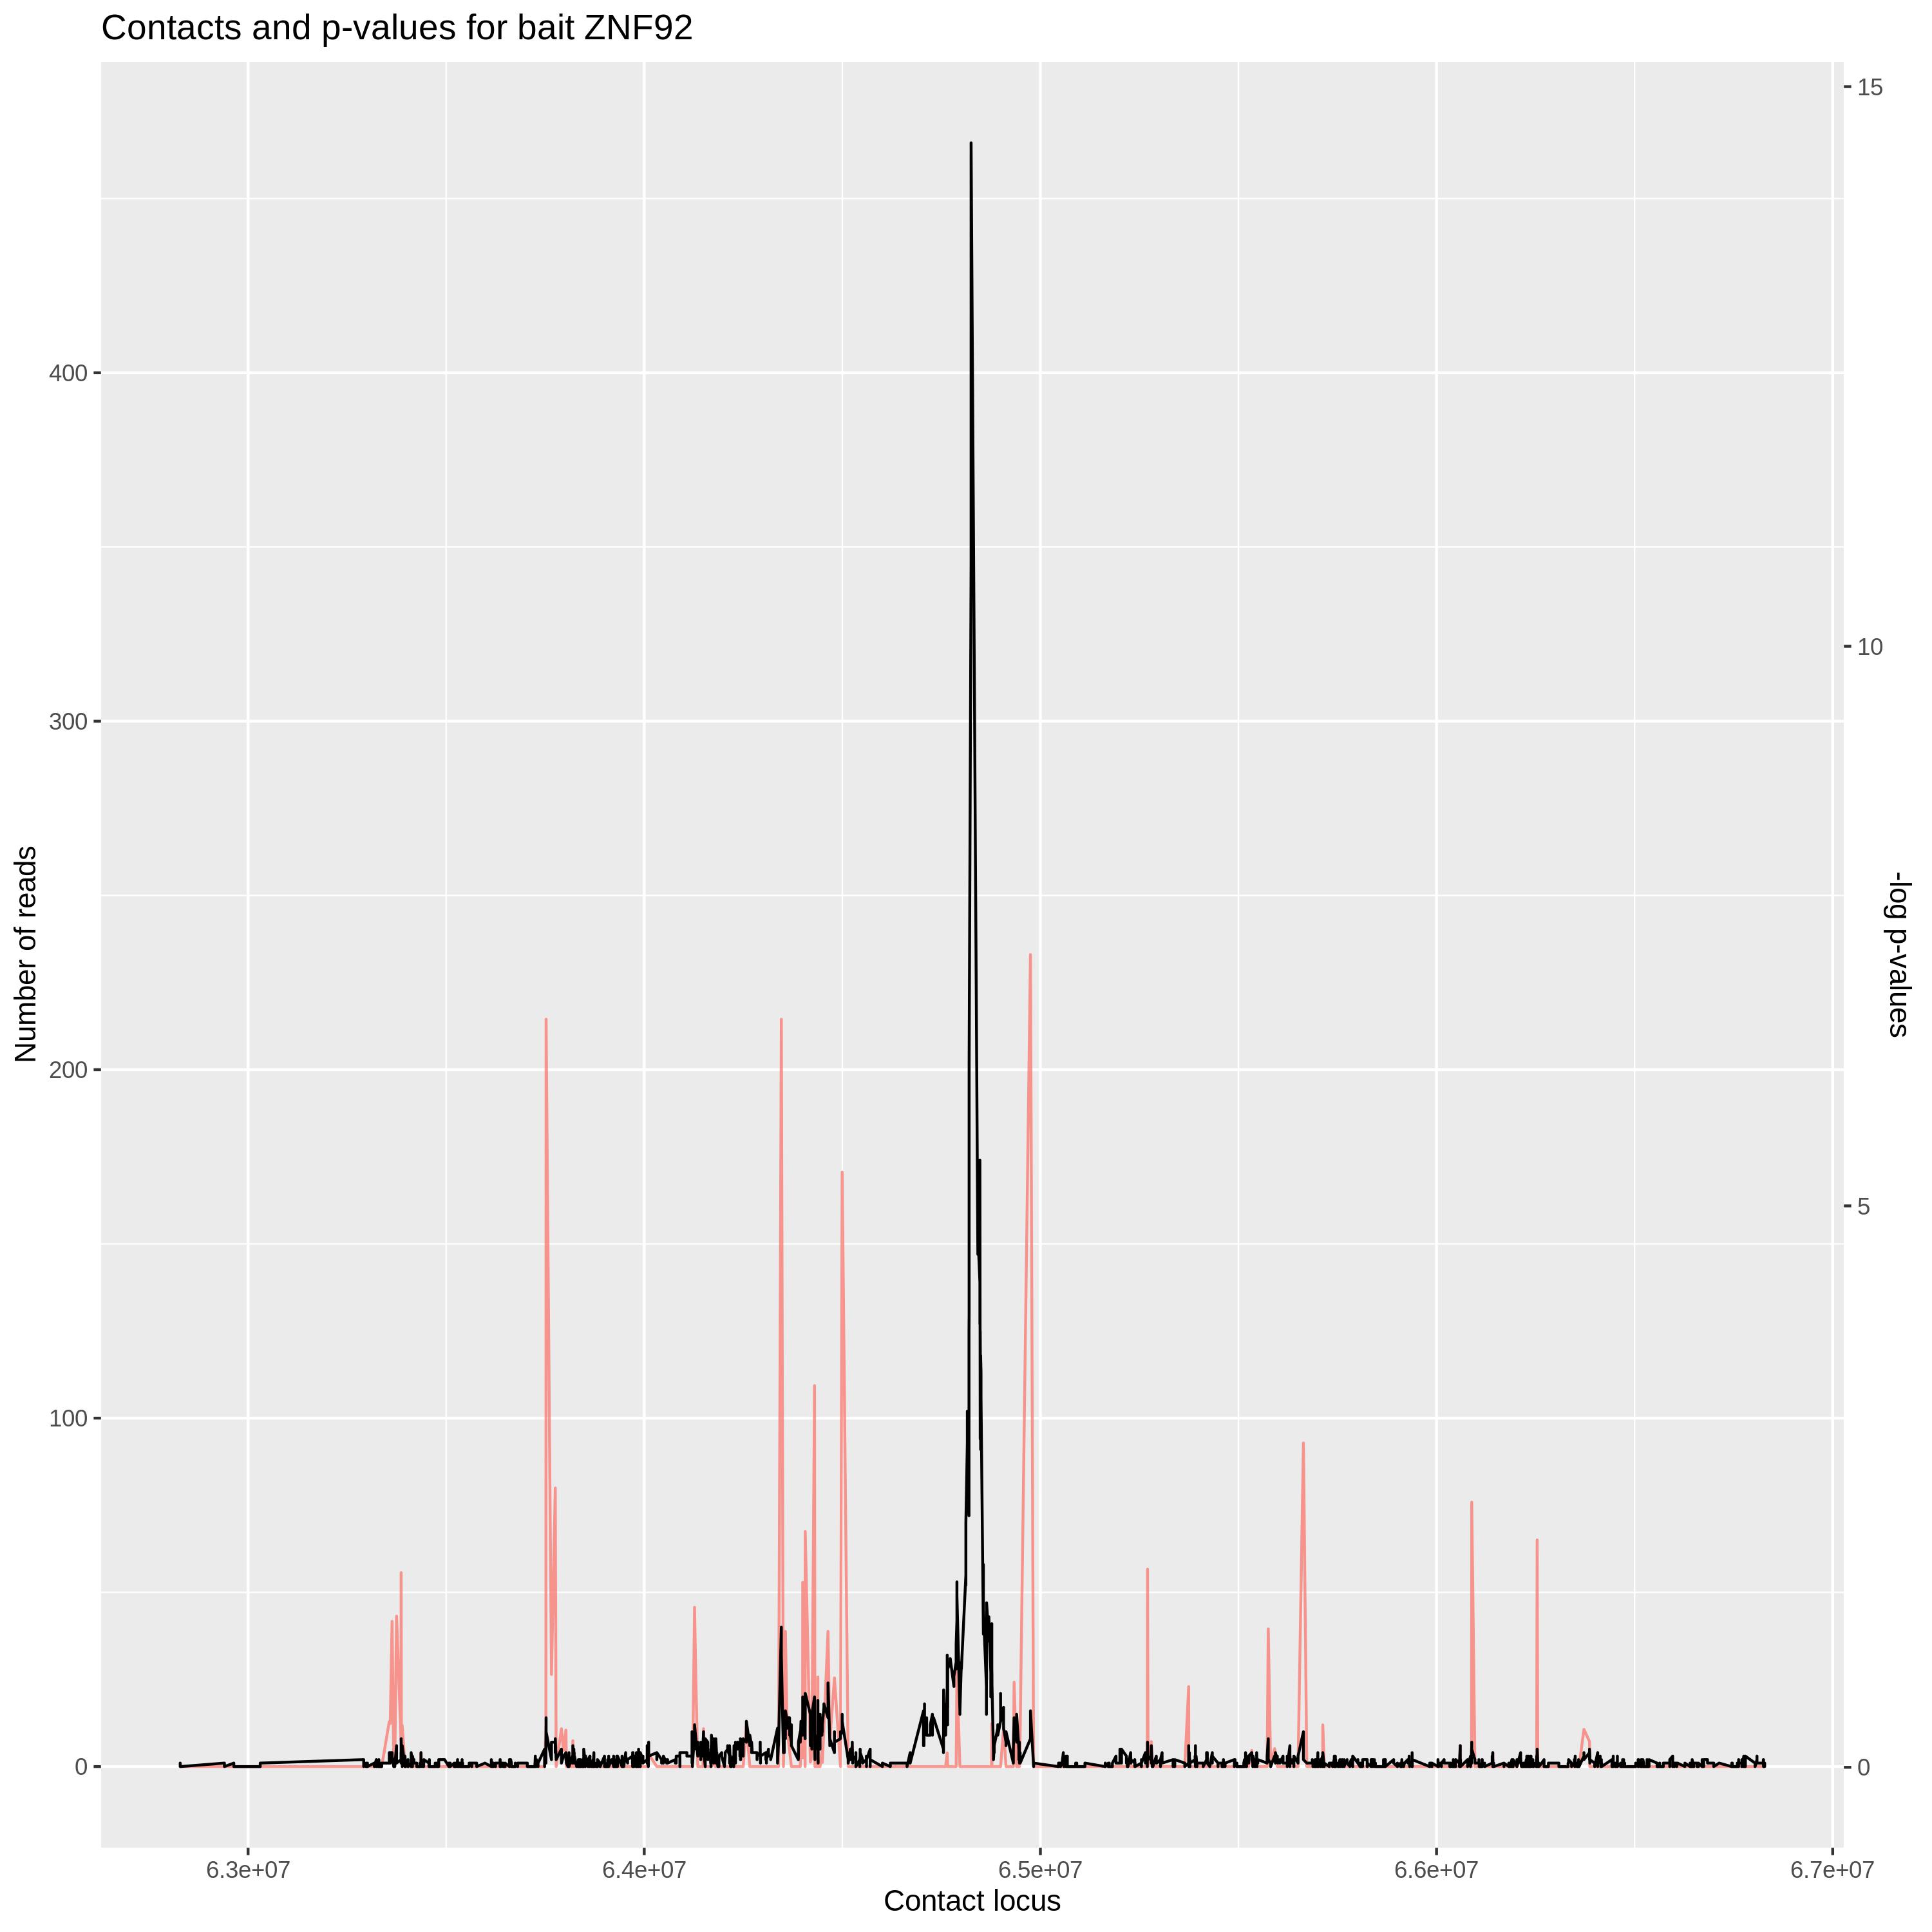 Contacts and p-values for bait ZNF92
15
400
10
300
Number of reads
-log p-values
200
5
100
0
0
6.3e+07
6.4e+07
6.5e+07
6.6e+07
6.7e+07
Contact locus